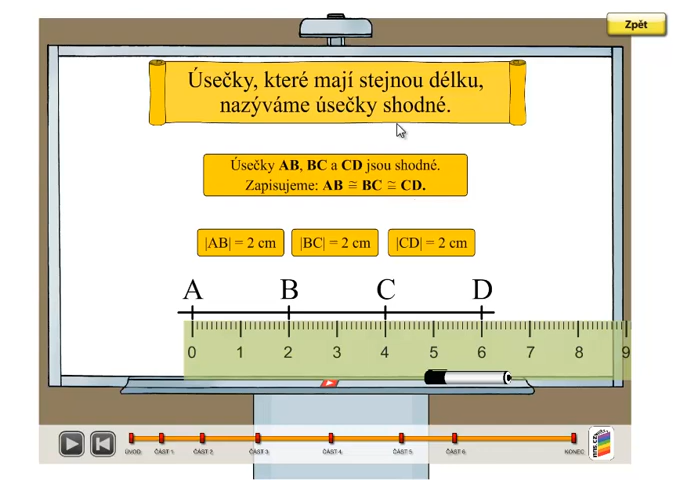 Zpět
Úsečky, které mají stejnou délku,
nazýváme úsečky shodné.
Úsečky AB, BC a CD jsou shodné.
Zapisujeme: AB ≅ BC ≅ CD.
|AB| = 2 cm |BC| = 2 cm |CD| = 2 cm
A B C D
0 1 2 3 4 5 6 7 8 9
ÚVOD ČÁST 1 ČÁST 2 ČÁST 3 ČÁST 4 ČÁST 5 ČÁST 6 KONEC